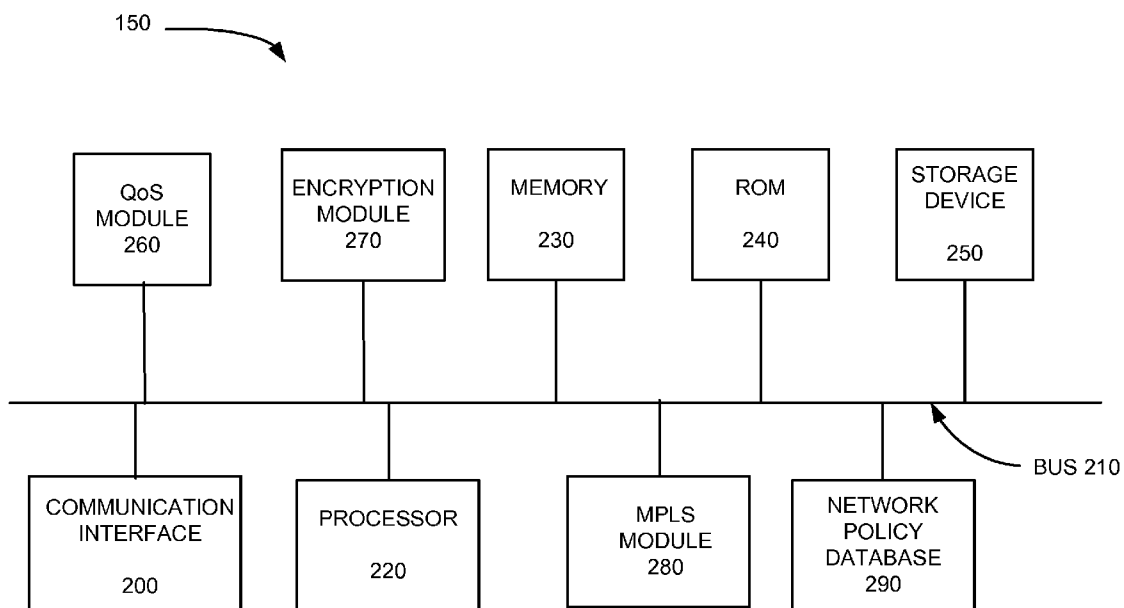 150
QoS
MODULE
260
ENCRYPTION
MODULE
270
MEMORY
230
ROM
240
STORAGE
DEVICE
250
BUS 210
COMMUNICATION
INTERFACE
200
PROCESSOR
220
MPLS
MODULE
280
NETWORK
POLICY
DATABASE
290